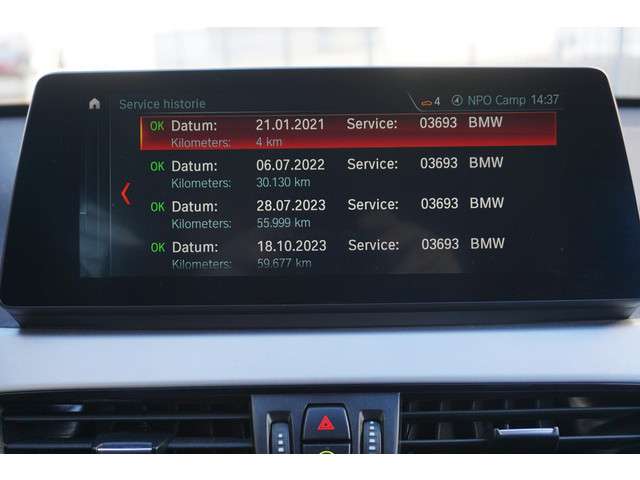 Service historie 4 NPO Camp 14:37
OK Datum: 21.01.2021 Service: 03693 BMW
Kilometers: 4 km
OK Datum: 06.07.2022 Service: 03693 BMW
Kilometers: 30.130 km
OK Datum: 28.07.2023 Service: 03693 BMW
Kilometers: 55.999 km
OK Datum: 18.10.2023 Service: 03693 BMW
Kilometers: 59.677 km